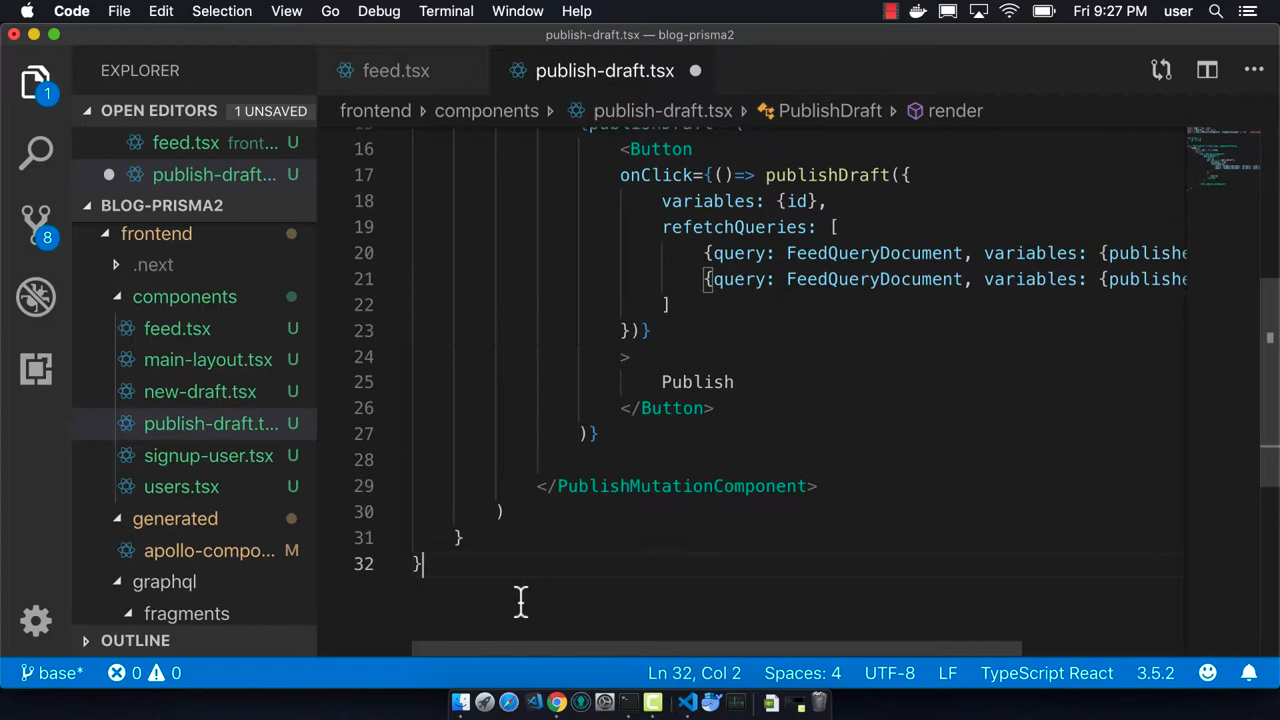 Code File Edit Selection View Go Debug Terminal Window Help Fri 9:27 PM user
publish-draft.tsx — blog-prisma2
EXPLORER
feed.tsx publish-draft.tsx
OPEN EDITORS 1 UNSAVED
feed.tsx front... U
publish-draft... U
BLOG-PRISMA2
frontend
.next
components
feed.tsx U
main-layout.tsx U
new-draft.tsx U
publish-draft.t... U
signup-user.tsx U
users.tsx U
generated
apollo-compo... M
graphql
fragments
OUTLINE
1
8
frontend components publish-draft.tsx PublishDraft render
16 <Button
17 onClick={()=> publishDraft({
18 variables: {id},
19 refetchQueries: [
20 {query: FeedQueryDocument, variables: {publishe
21 {query: FeedQueryDocument, variables: {publishe
22 ]
23 })}
24 >
25 Publish
26 </Button>
27 )}
28
29 </PublishMutationComponent>
30 )
31 }
32 }
base* 0 0 Ln 32, Col 2 Spaces: 4 UTF-8 LF TypeScript React 3.5.2